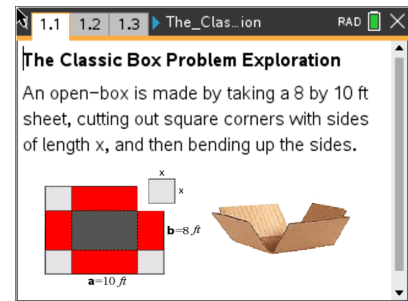 1.1 1.2 1.3 The_Clas...ion RAD
The Classic Box Problem Exploration
An open-box is made by taking a 8 by 10 ft
sheet, cutting out square corners with sides
of length x, and then bending up the sides.
x
x
b=8 ft
a=10 ft